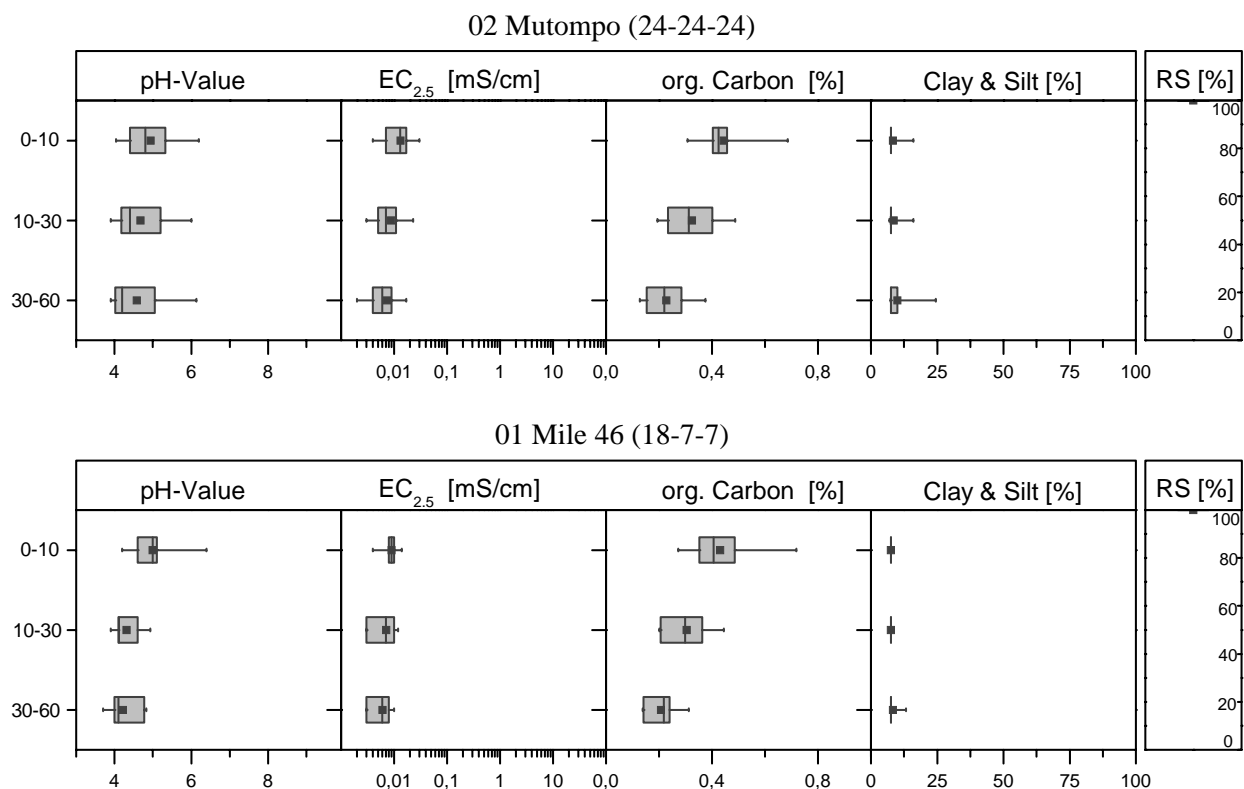 02 Mutompo (24-24-24)
pH-Value EC2.5 [mS/cm] org. Carbon [%] Clay & Silt [%] RS [%]
100
0-10 80
60
10-30 40
30-60 20
0
4 6 8 0,01 0,1 1 10 0,0 0,4 0,8 0 25 50 75 100
01 Mile 46 (18-7-7)
pH-Value EC2.5 [mS/cm] org. Carbon [%] Clay & Silt [%] RS [%]
100
0-10 80
60
10-30 40
30-60 20
0
4 6 8 0,01 0,1 1 10 0,0 0,4 0,8 0 25 50 75 100